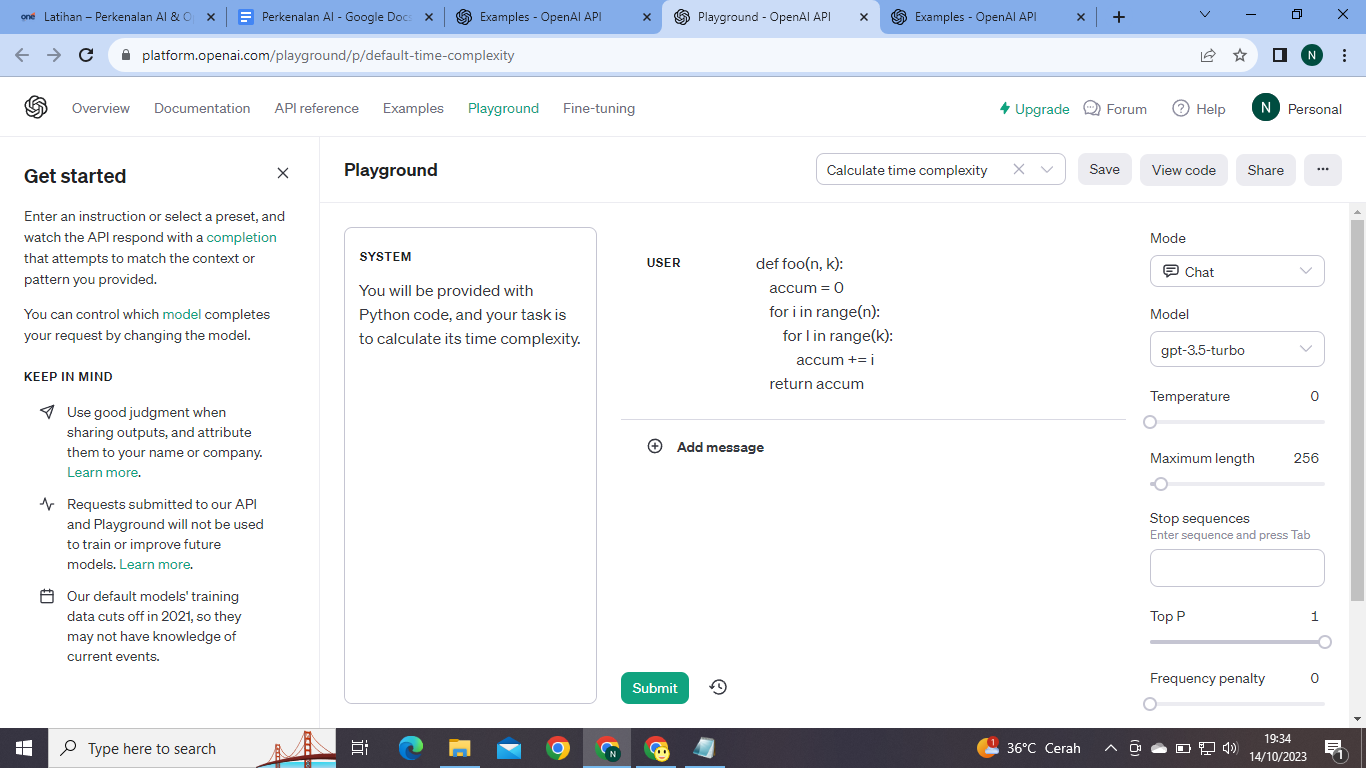 Latihan – Perkenalan AI & O
Perkenalan AI - Google Docs
Examples - OpenAI API
Playground - OpenAI API
Examples - OpenAI API
platform.openai.com/playground/p/default-time-complexity
N
Overview
Documentation
API reference
Examples
Playground
Fine-tuning
Upgrade
Forum
Help
N
Personal
Get started
Enter an instruction or select a preset, and
watch the API respond with a completion
that attempts to match the context or
pattern you provided.
You can control which model completes
your request by changing the model.
KEEP IN MIND
Use good judgment when
sharing outputs, and attribute
them to your name or company.
Learn more.
Requests submitted to our API
and Playground will not be used
to train or improve future
models. Learn more.
Our default models' training
data cuts off in 2021, so they
may not have knowledge of
current events.
Playground
Calculate time complexity
Save
View code
Share
SYSTEM
You will be provided with
Python code, and your task is
to calculate its time complexity.
USER
def foo(n, k):
accum = 0
for i in range(n):
for l in range(k):
accum += i
return accum
Add message
Submit
Mode
Chat
Model
gpt-3.5-turbo
Temperature 0
Maximum length 256
Stop sequences
Enter sequence and press Tab
Top P 1
Frequency penalty 0
Type here to search
N
1
36°C Cerah
19:34
14/10/2023
1